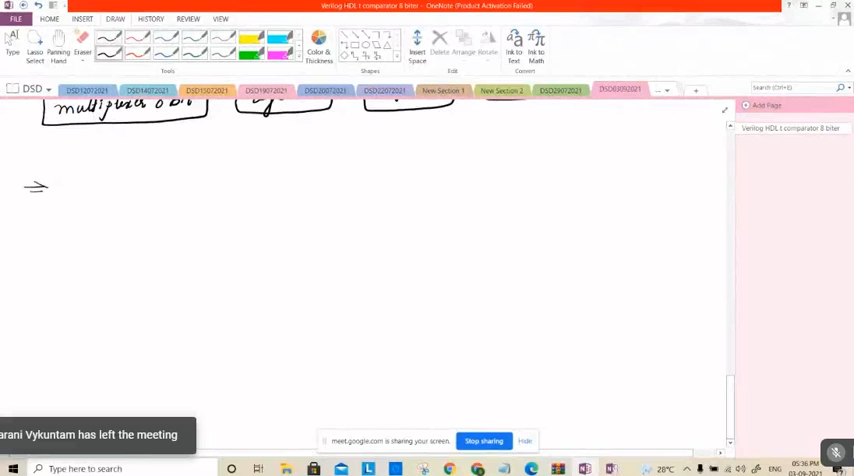 Verilog HDL t comparator 8 biter - OneNote (Product Activation Failed)
FILE HOME INSERT DRAW HISTORY REVIEW VIEW
Type Lasso Select Panning Hand Eraser Color & Thickness Insert Space Delete Arrange Rotate Ink to Text Ink to Math
Tools Shapes Edit Convert
DSD DSD12072021 DSD14072021 DSD15072021 DSD19072021 DSD20072021 DSD22072021 New Section 1 New Section 2 DSD29072021 DSD03092021 Search (Ctrl+E)
Add Page
Verilog HDL t comparator 8 biter
multiplexer 8 bit
⇒
arani Vykuntam has left the meeting
meet.google.com is sharing your screen. Stop sharing Hide
Type here to search
28°C ENG 05:36 PM 03-09-2021